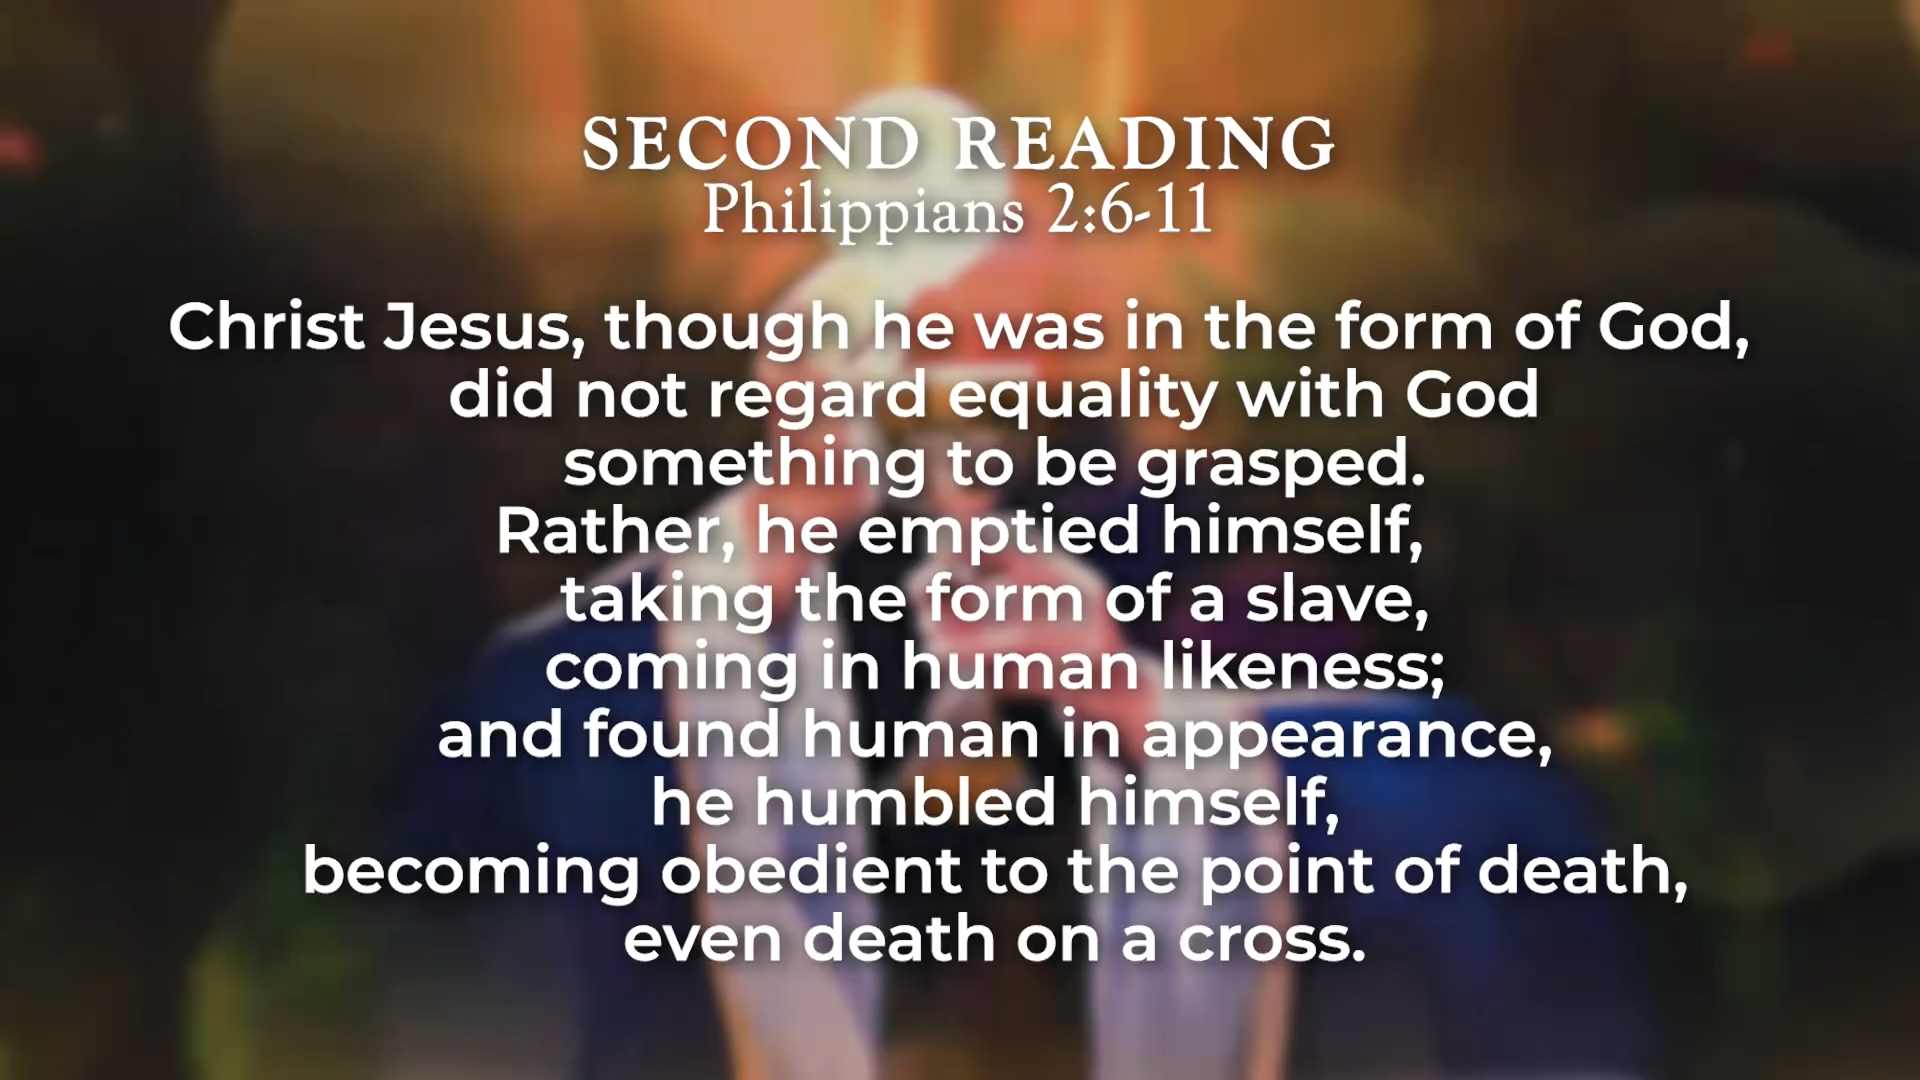 SECOND READING
Philippians 2:6-11
Christ Jesus, though he was in the form of God,
did not regard equality with God
something to be grasped.
Rather, he emptied himself,
taking the form of a slave,
coming in human likeness;
and found human in appearance,
he humbled himself,
becoming obedient to the point of death,
even death on a cross.